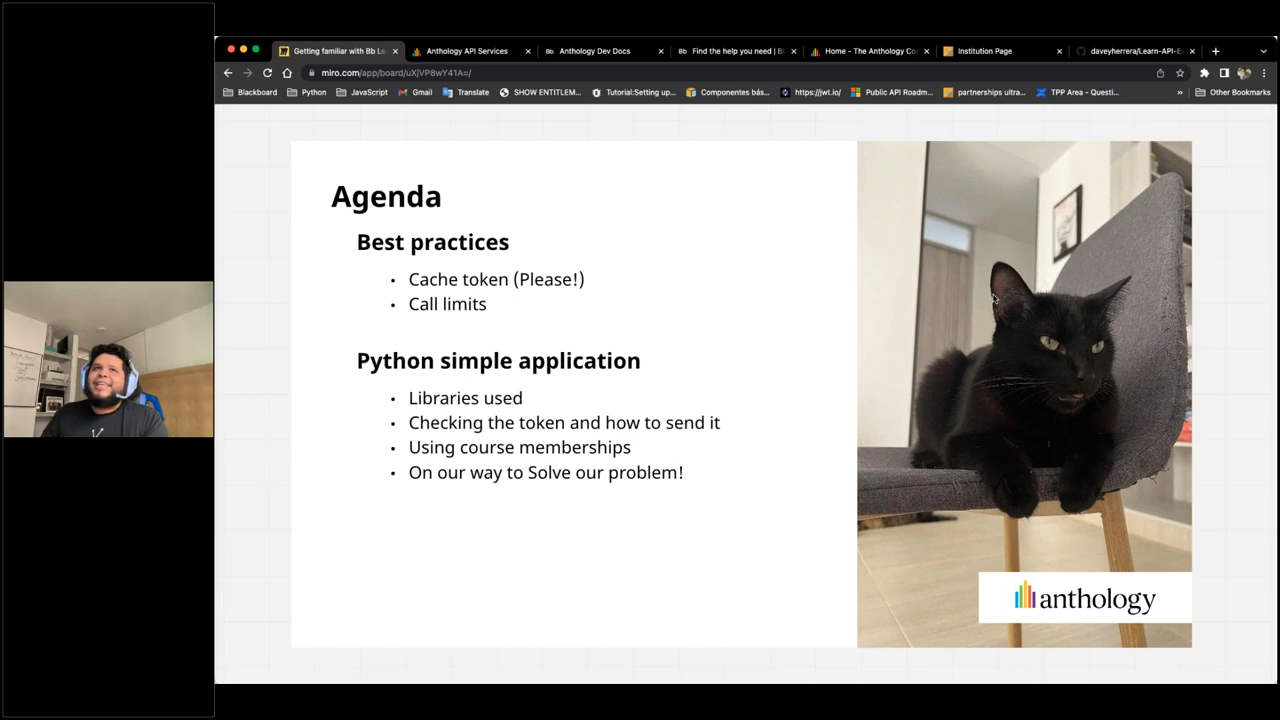 Getting familiar with Bb Le
Anthology API Services
Bb Anthology Dev Docs
Bb Find the help you need | Bl
Home - The Anthology Co
Institution Page
daveyherrera/Learn-API-E
miro.com/app/board/uXjVP8wY41A=/
Blackboard
Python
JavaScript
Gmail
Translate
SHOW ENTITLEM...
Tutorial:Setting up...
Componentes bás...
https://jwt.io/
Public API Roadm...
partnerships ultra...
TPP Area - Questi...
»
Other Bookmarks
Agenda
Best practices
• Cache token (Please!)
• Call limits
Python simple application
• Libraries used
• Checking the token and how to send it
• Using course memberships
• On our way to Solve our problem!
anthology